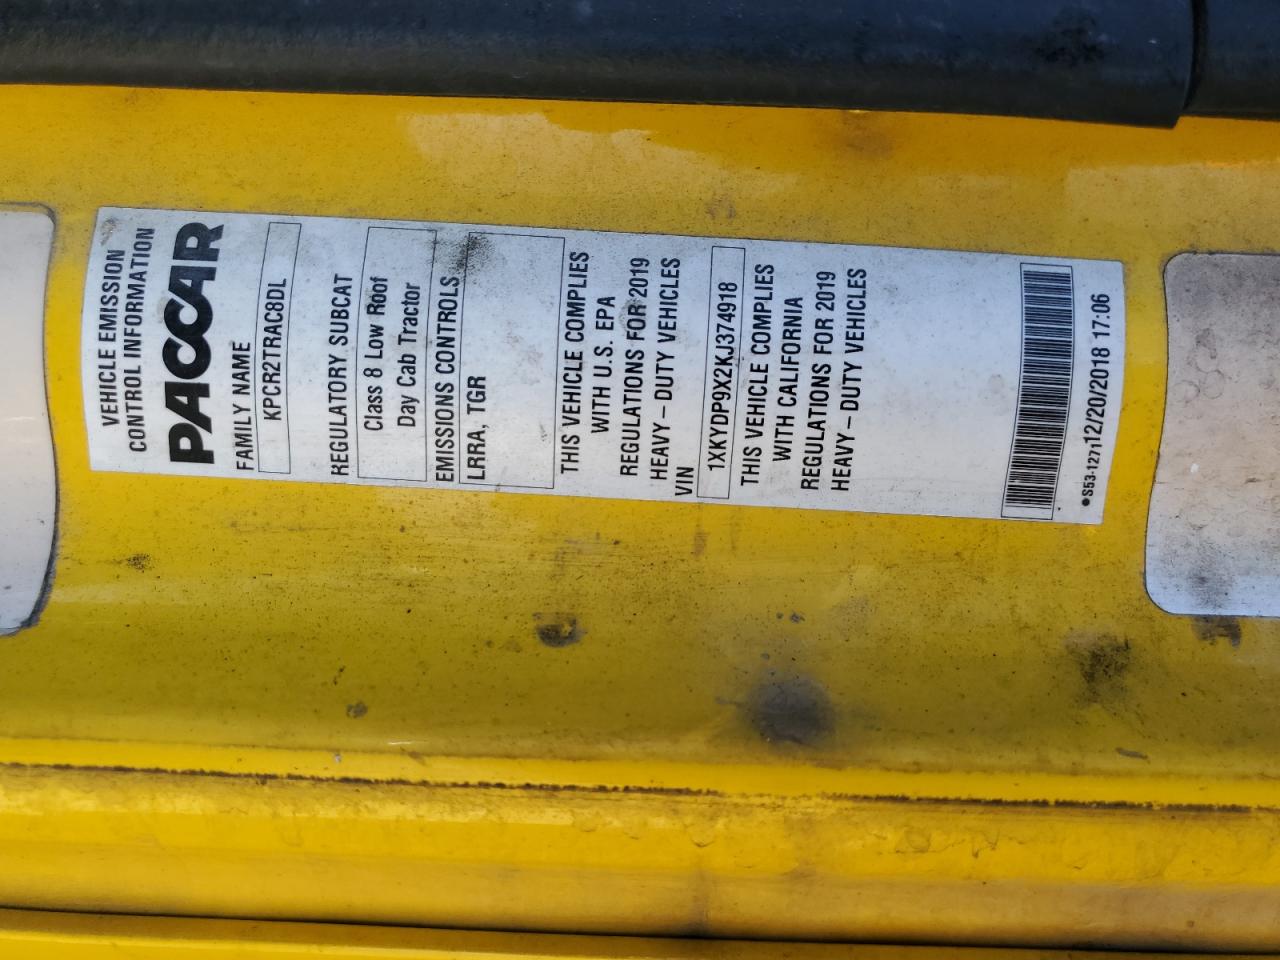 VEHICLE EMISSION
CONTROL INFORMATION
PACCAR
FAMILY NAME
KPCR2TRAC8DL
REGULATORY SUBCAT
Class 8 Low Roof
Day Cab Tractor
EMISSIONS CONTROLS
LRRA, TGR
THIS VEHICLE COMPLIES
WITH U.S. EPA
REGULATIONS FOR 2019
HEAVY – DUTY VEHICLES
VIN
1XKYDP9X2KJ374918
THIS VEHICLE COMPLIES
WITH CALIFORNIA
REGULATIONS FOR 2019
HEAVY – DUTY VEHICLES
●S53-1271 12/20/2018 17:06